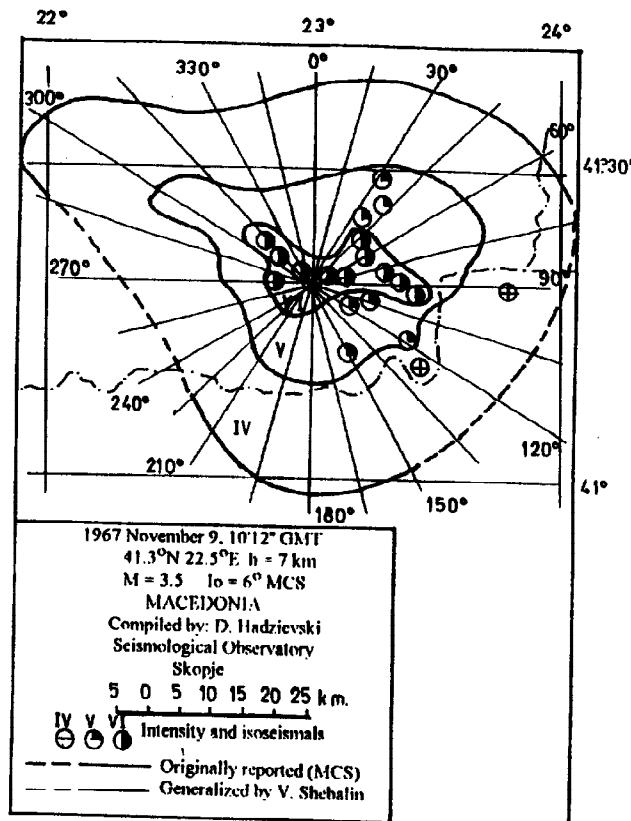 22° 23° 24°
330° 0° 30°
300° 60°
41°30'
270° 90°
VI
V
240° IV 120°
210° 180° 150° 41°
1967 November 9, 10ʰ12ᵐ GMT
41.3°N 22.5°E h = 7 km
M = 3.5 Io = 6° MCS
MACEDONIA
Compiled by: D. Hadzievski
Seismological Observatory
Skopje
5 0 5 10 15 20 25 km.
IV V VI
Intensity and isoseismals
Originally reported (MCS)
Generalized by V. Shebalin